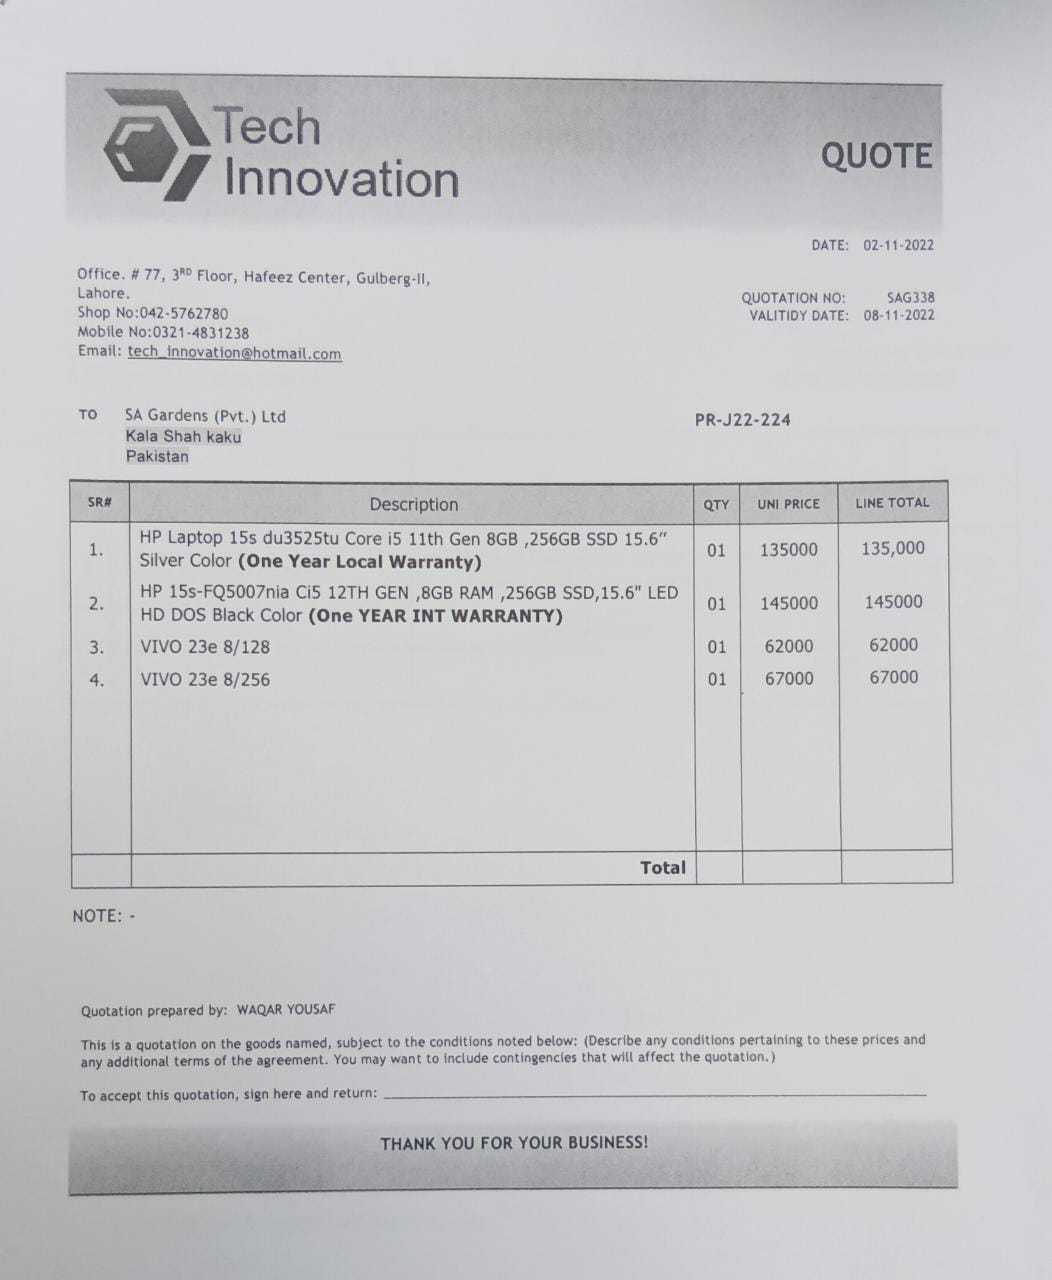 Tech
Innovation
QUOTE
DATE: 02-11-2022
Office. # 77, 3RD Floor, Hafeez Center, Gulberg-II,
Lahore.
Shop No:042-5762780
Mobile No:0321-4831238
Email: tech_innovation@hotmail.com
QUOTATION NO: SAG338
VALITIDY DATE: 08-11-2022
TO SA Gardens (Pvt.) Ltd
Kala Shah kaku
Pakistan
PR-J22-224
SR# Description QTY UNI PRICE LINE TOTAL
1. HP Laptop 15s du3525tu Core i5 11th Gen 8GB ,256GB SSD 15.6” 01 135000 135,000
Silver Color (One Year Local Warranty)
2. HP 15s-FQ5007nia Ci5 12TH GEN ,8GB RAM ,256GB SSD,15.6" LED 01 145000 145000
HD DOS Black Color (One YEAR INT WARRANTY)
3. VIVO 23e 8/128 01 62000 62000
4. VIVO 23e 8/256 01 67000 67000
Total
NOTE: -
Quotation prepared by: WAQAR YOUSAF
This is a quotation on the goods named, subject to the conditions noted below: (Describe any conditions pertaining to these prices and
any additional terms of the agreement. You may want to include contingencies that will affect the quotation.)
To accept this quotation, sign here and return:
THANK YOU FOR YOUR BUSINESS!